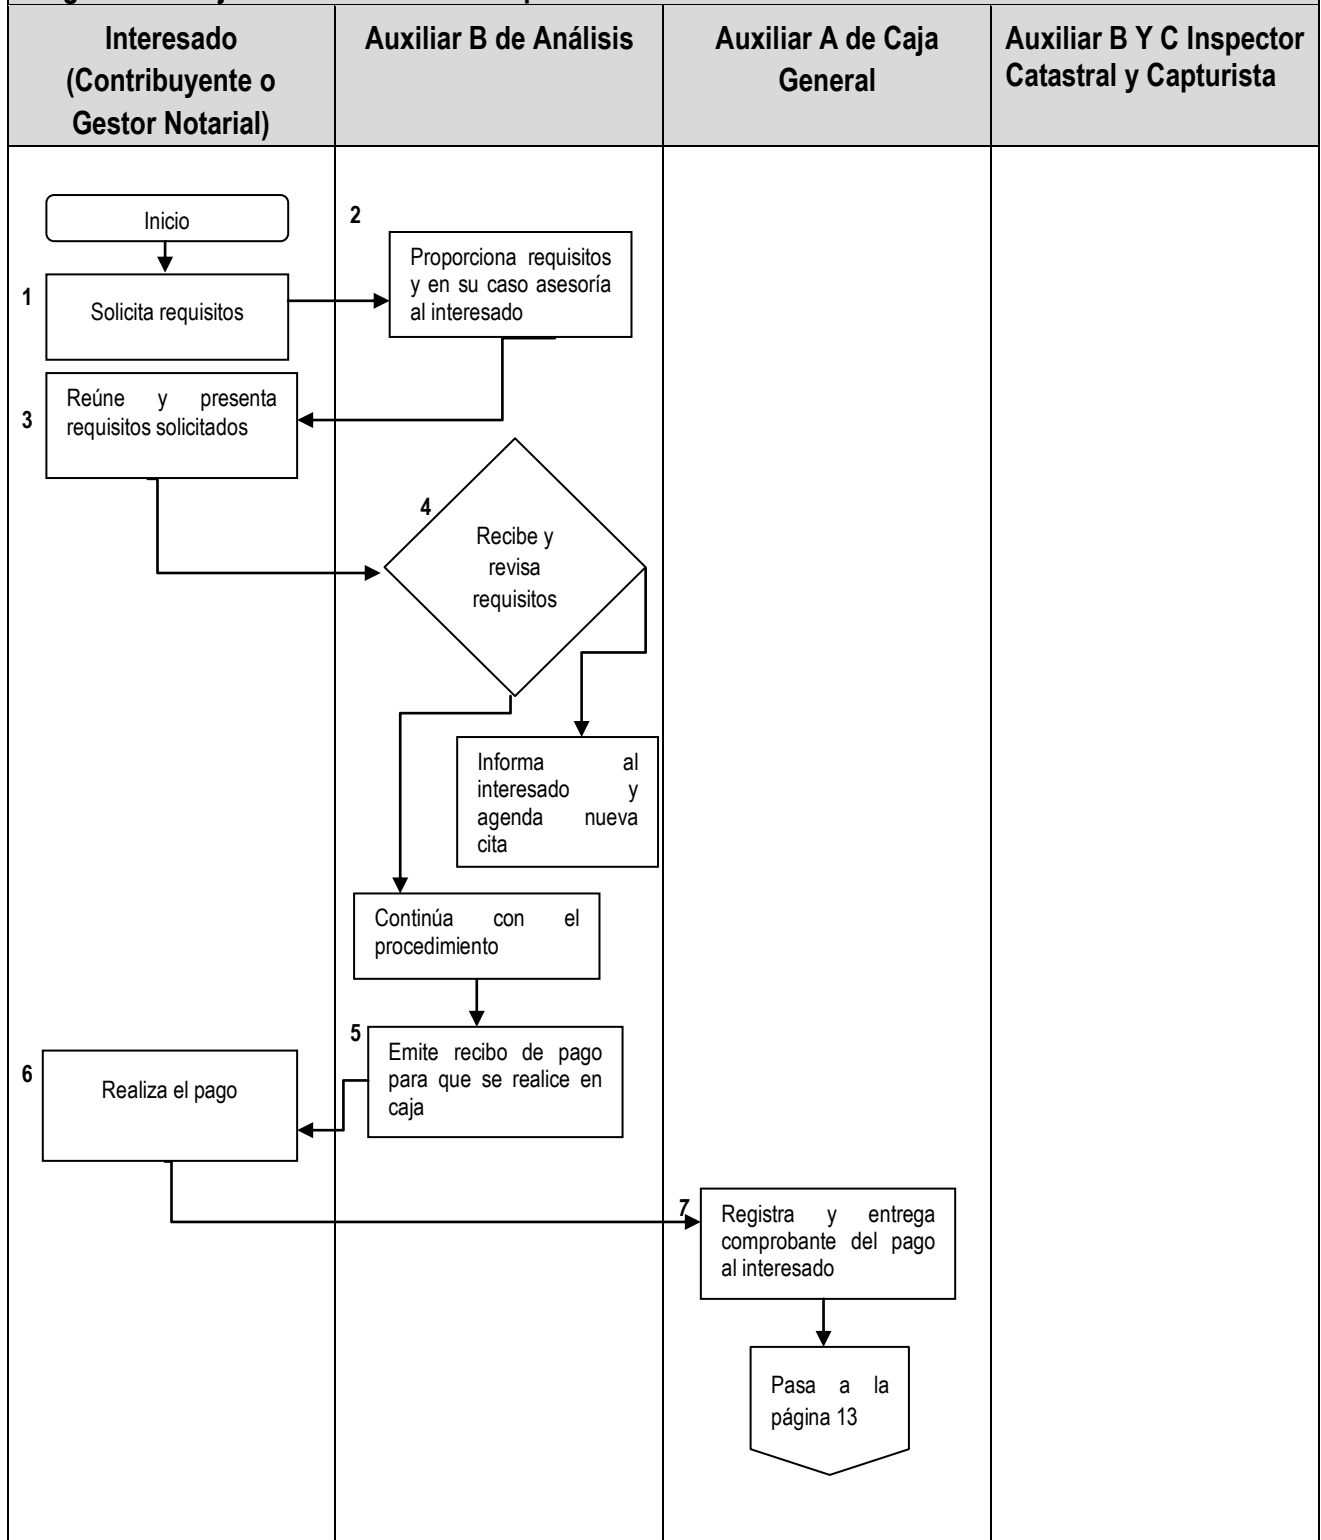 Interesado
(Contribuyente o
Gestor Notarial)
Auxiliar B de Análisis
Auxiliar A de Caja
General
Auxiliar B Y C Inspector
Catastral y Capturista
Inicio
1
Solicita requisitos
2
Proporciona requisitos
y en su caso asesoría
al interesado
3
Reúne y presenta
requisitos solicitados
4
Recibe y
revisa
requisitos
Informa al
interesado y
agenda nueva
cita
Continúa con el
procedimiento
5
Emite recibo de pago
para que se realice en
caja
6
Realiza el pago
7
Registra y entrega
comprobante del pago
al interesado
Pasa a la
página 13